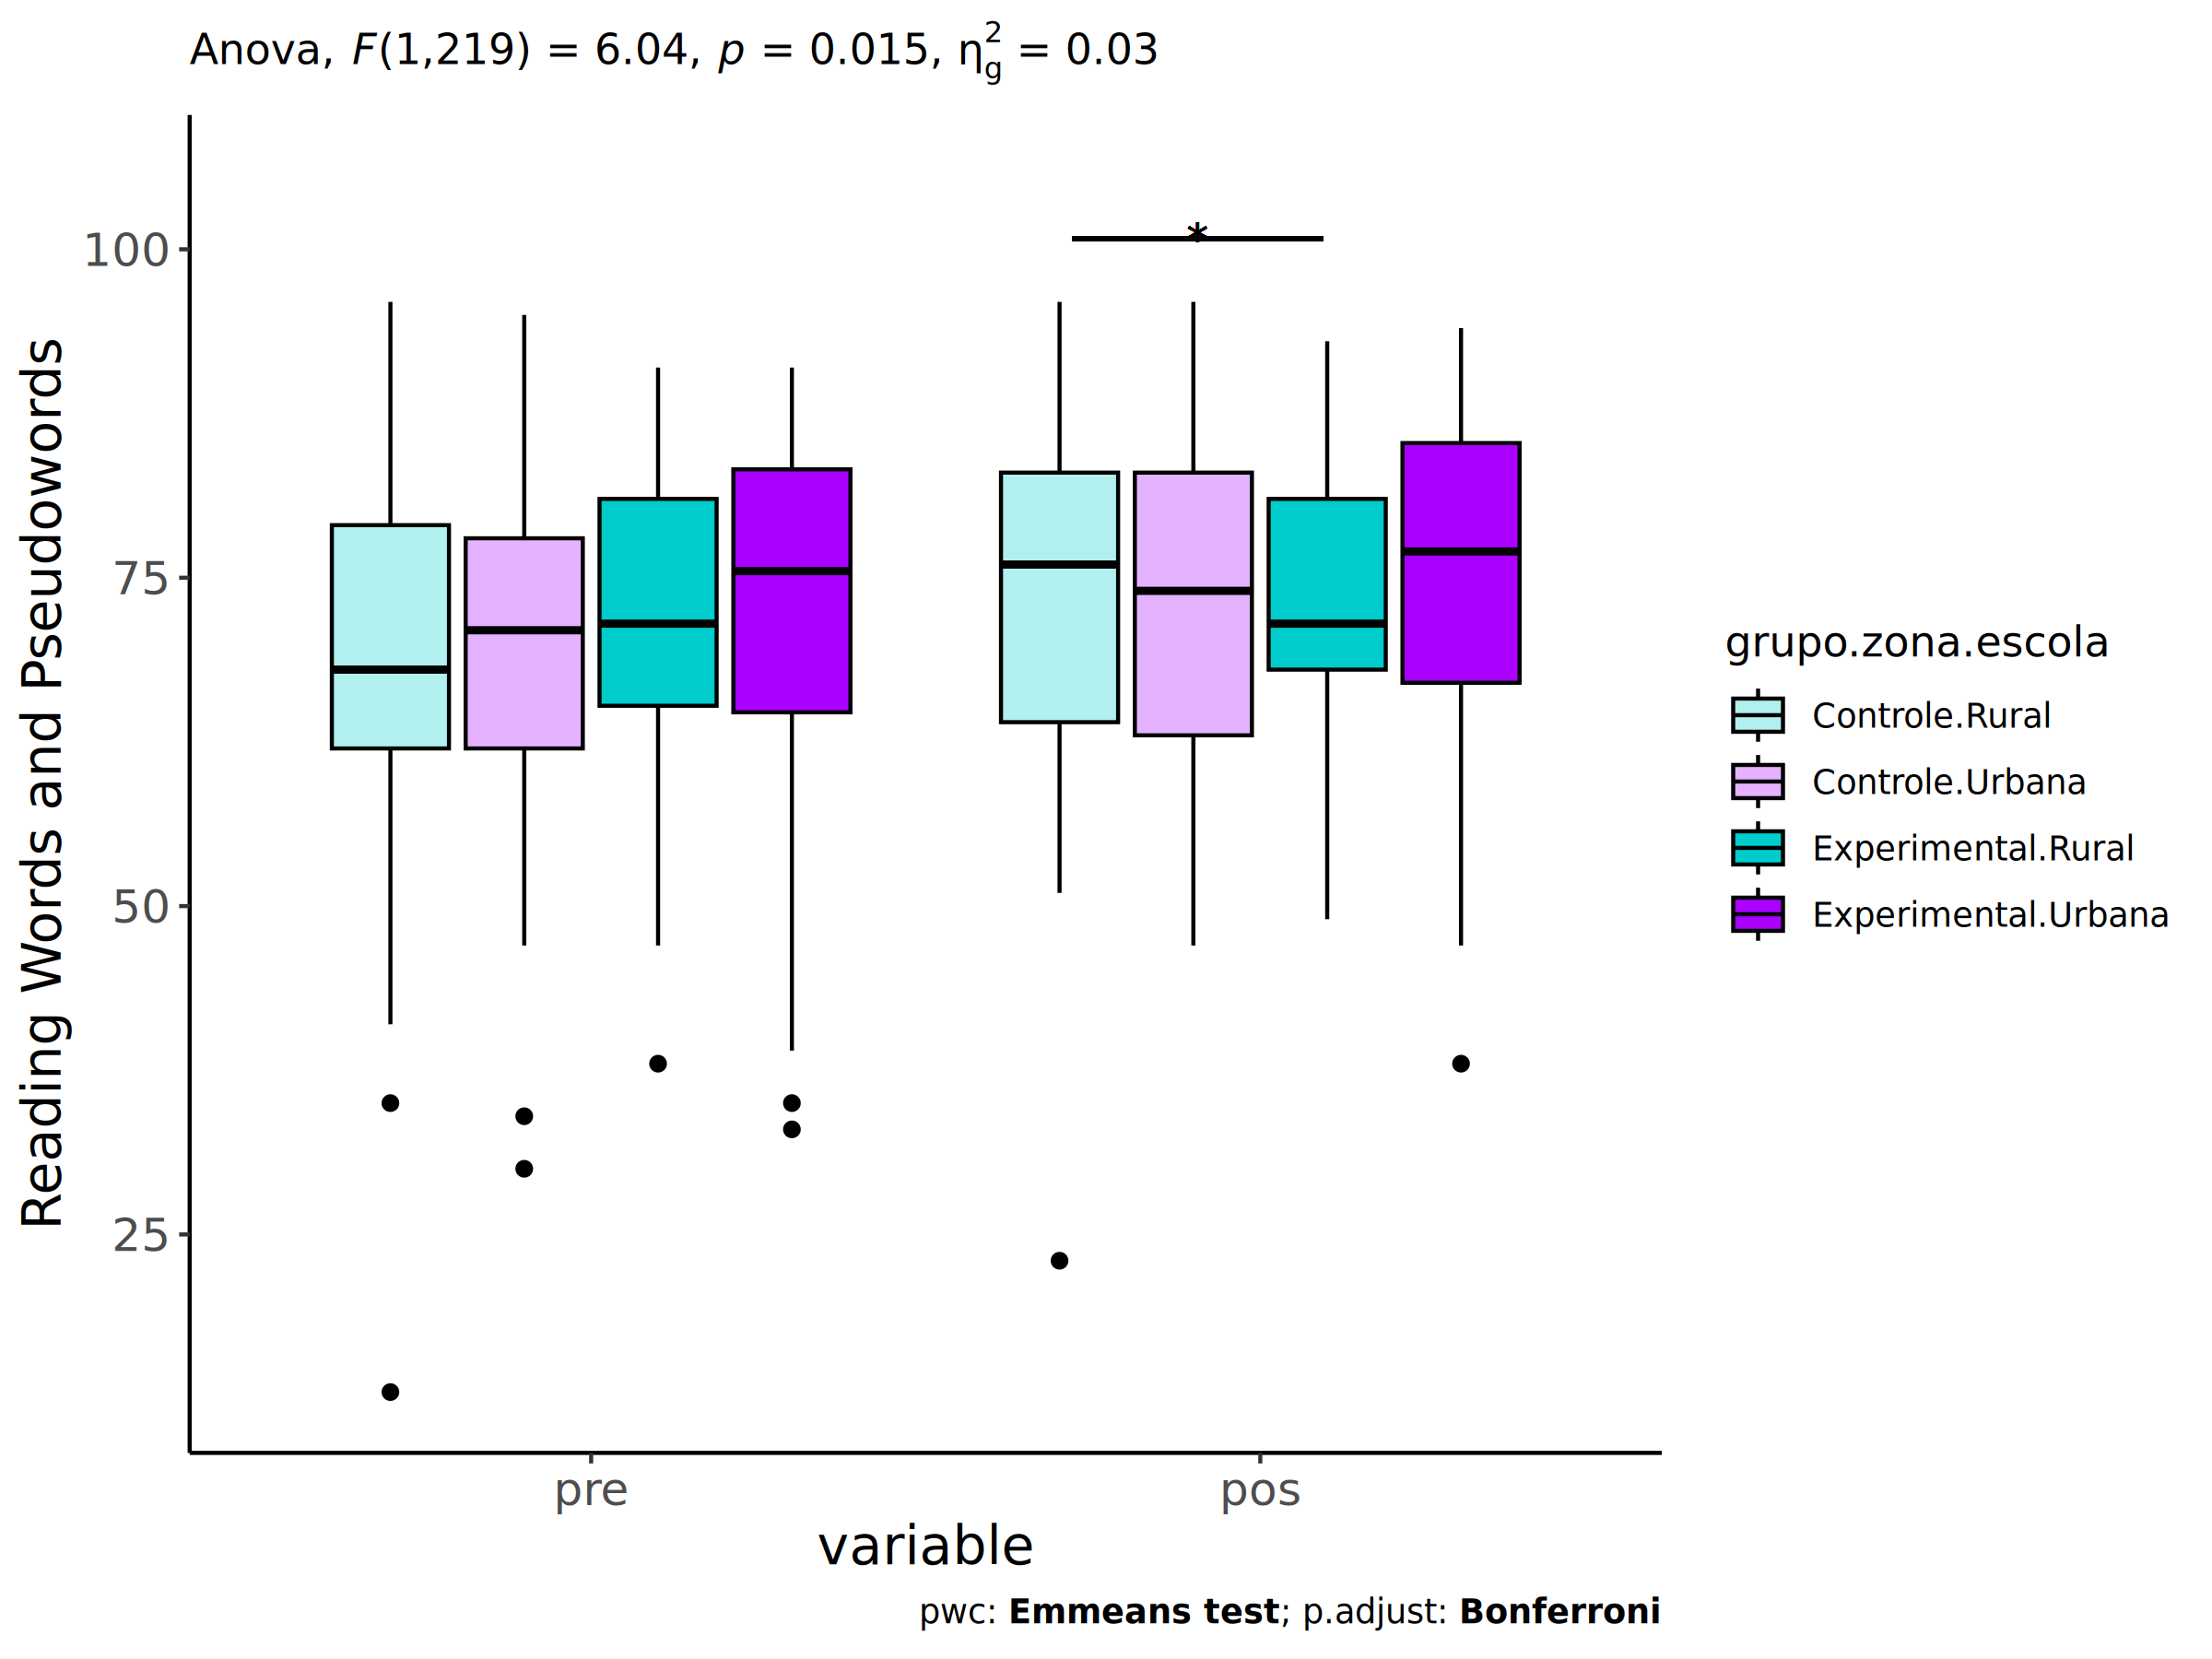 Anova, F(1,219) = 6.04, p = 0.015, η²g = 0.03
Reading Words and Pseudowords
100
75
50
25
*
pre
pos
variable
grupo.zona.escola
Controle.Rural
Controle.Urbana
Experimental.Rural
Experimental.Urbana
pwc: Emmeans test; p.adjust: Bonferroni